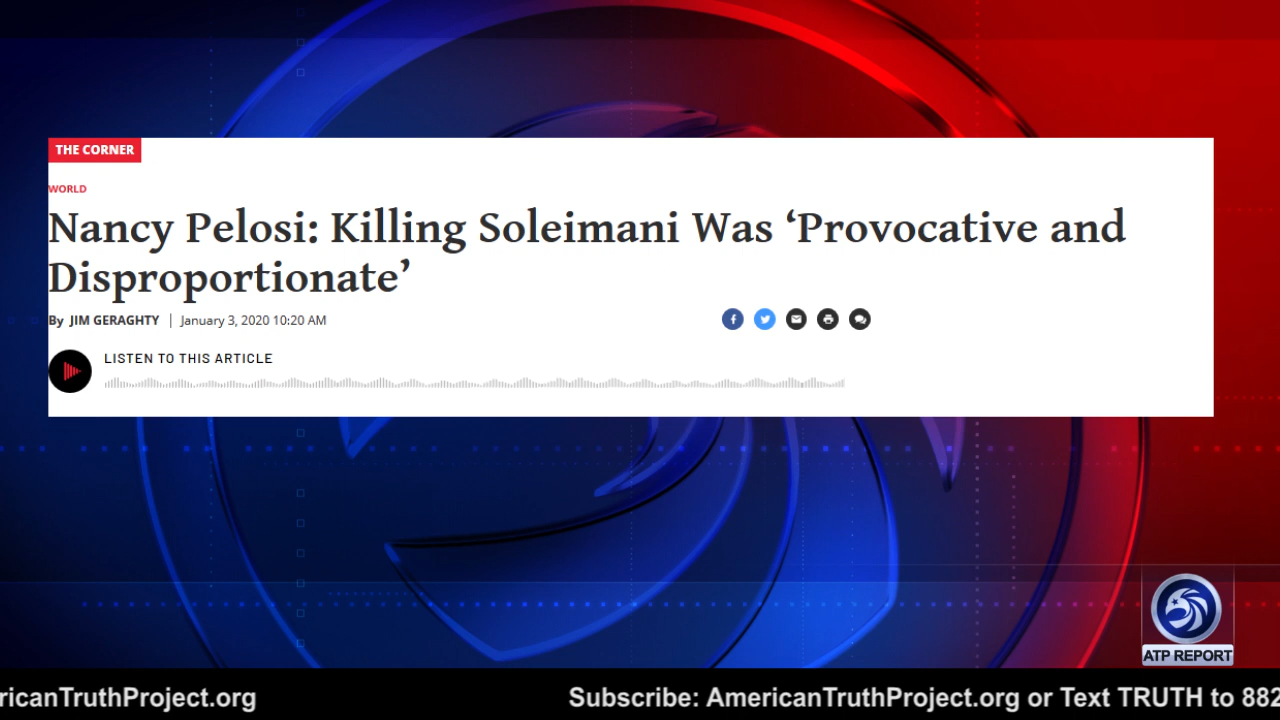 THE CORNER
WORLD
Nancy Pelosi: Killing Soleimani Was ‘Provocative and
Disproportionate’
By JIM GERAGHTY | January 3, 2020 10:20 AM
LISTEN TO THIS ARTICLE
ATP REPORT
ricanTruthProject.org Subscribe: AmericanTruthProject.org or Text TRUTH to 882